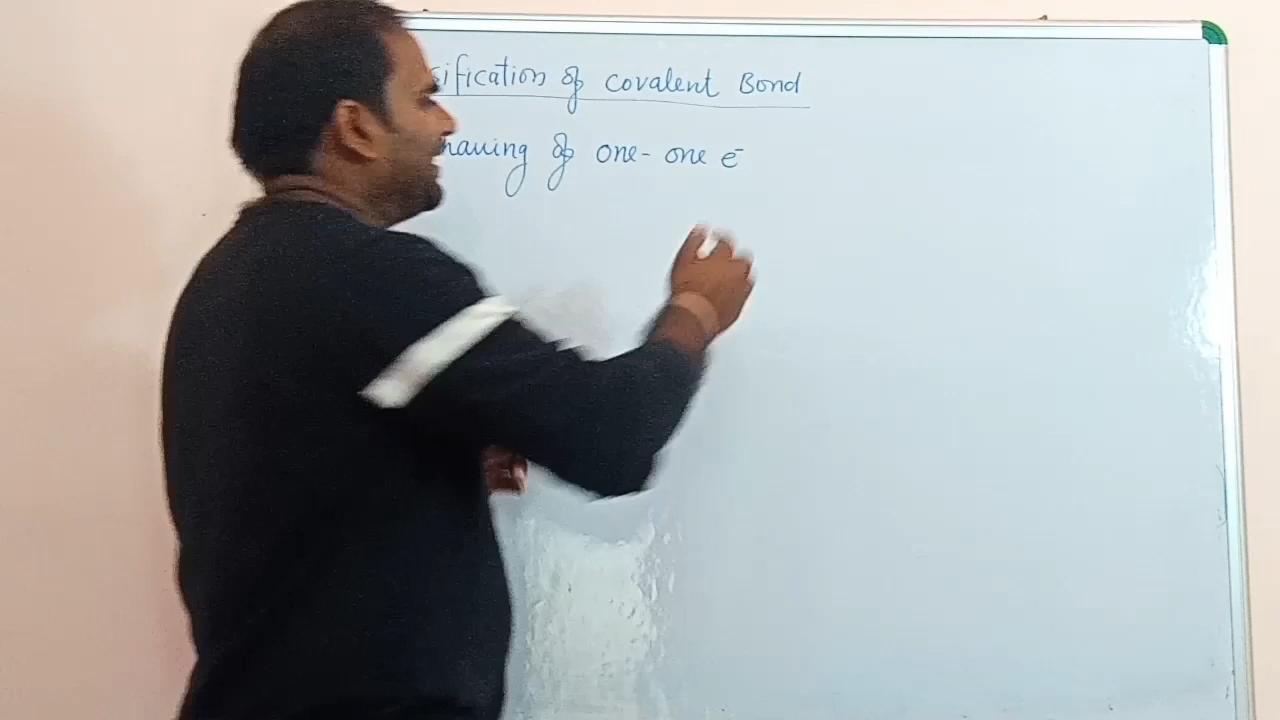 sification of covalent Bond
haring of one- one e⁻